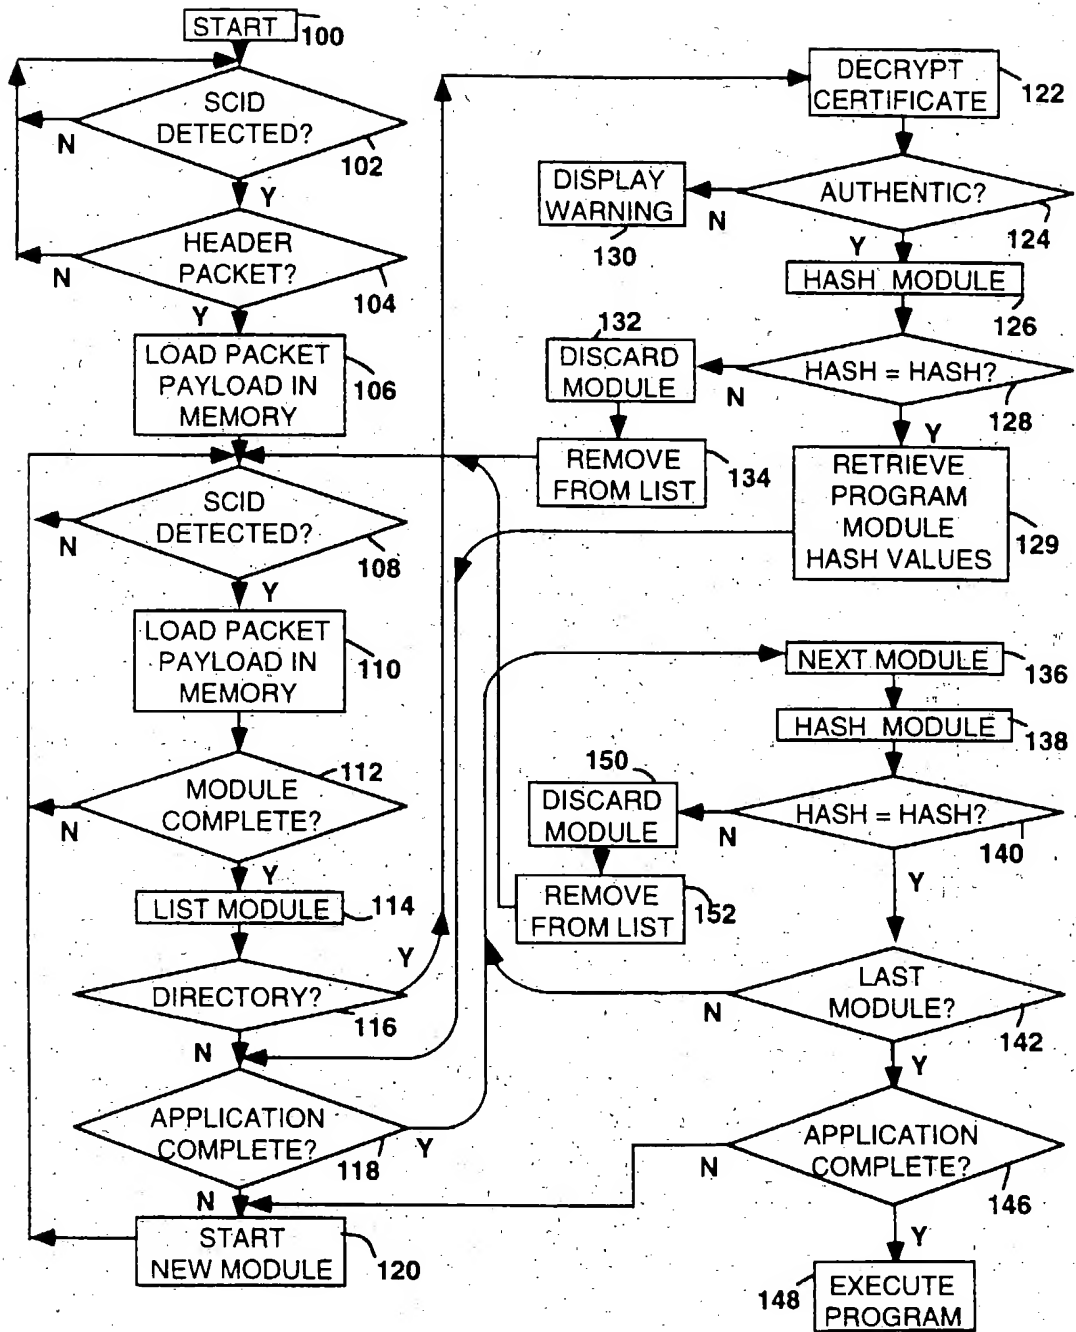 START
100
SCID
DETECTED?
102
N
Y
HEADER
PACKET?
104
N
Y
LOAD PACKET
PAYLOAD IN
MEMORY
106
SCID
DETECTED?
108
N
Y
LOAD PACKET
PAYLOAD IN
MEMORY
110
MODULE
COMPLETE?
112
N
Y
LIST MODULE
114
DIRECTORY?
116
Y
N
APPLICATION
COMPLETE?
118
Y
N
START
NEW MODULE
120
DECRYPT
CERTIFICATE
122
AUTHENTIC?
124
N
Y
DISPLAY
WARNING
130
HASH MODULE
126
HASH = HASH?
128
N
Y
132
DISCARD
MODULE
REMOVE
FROM LIST
134
RETRIEVE
PROGRAM
MODULE
HASH VALUES
129
NEXT MODULE
136
HASH MODULE
138
HASH = HASH?
140
N
Y
150
DISCARD
MODULE
REMOVE
FROM LIST
152
LAST
MODULE?
142
N
Y
APPLICATION
COMPLETE?
146
N
Y
148
EXECUTE
PROGRAM